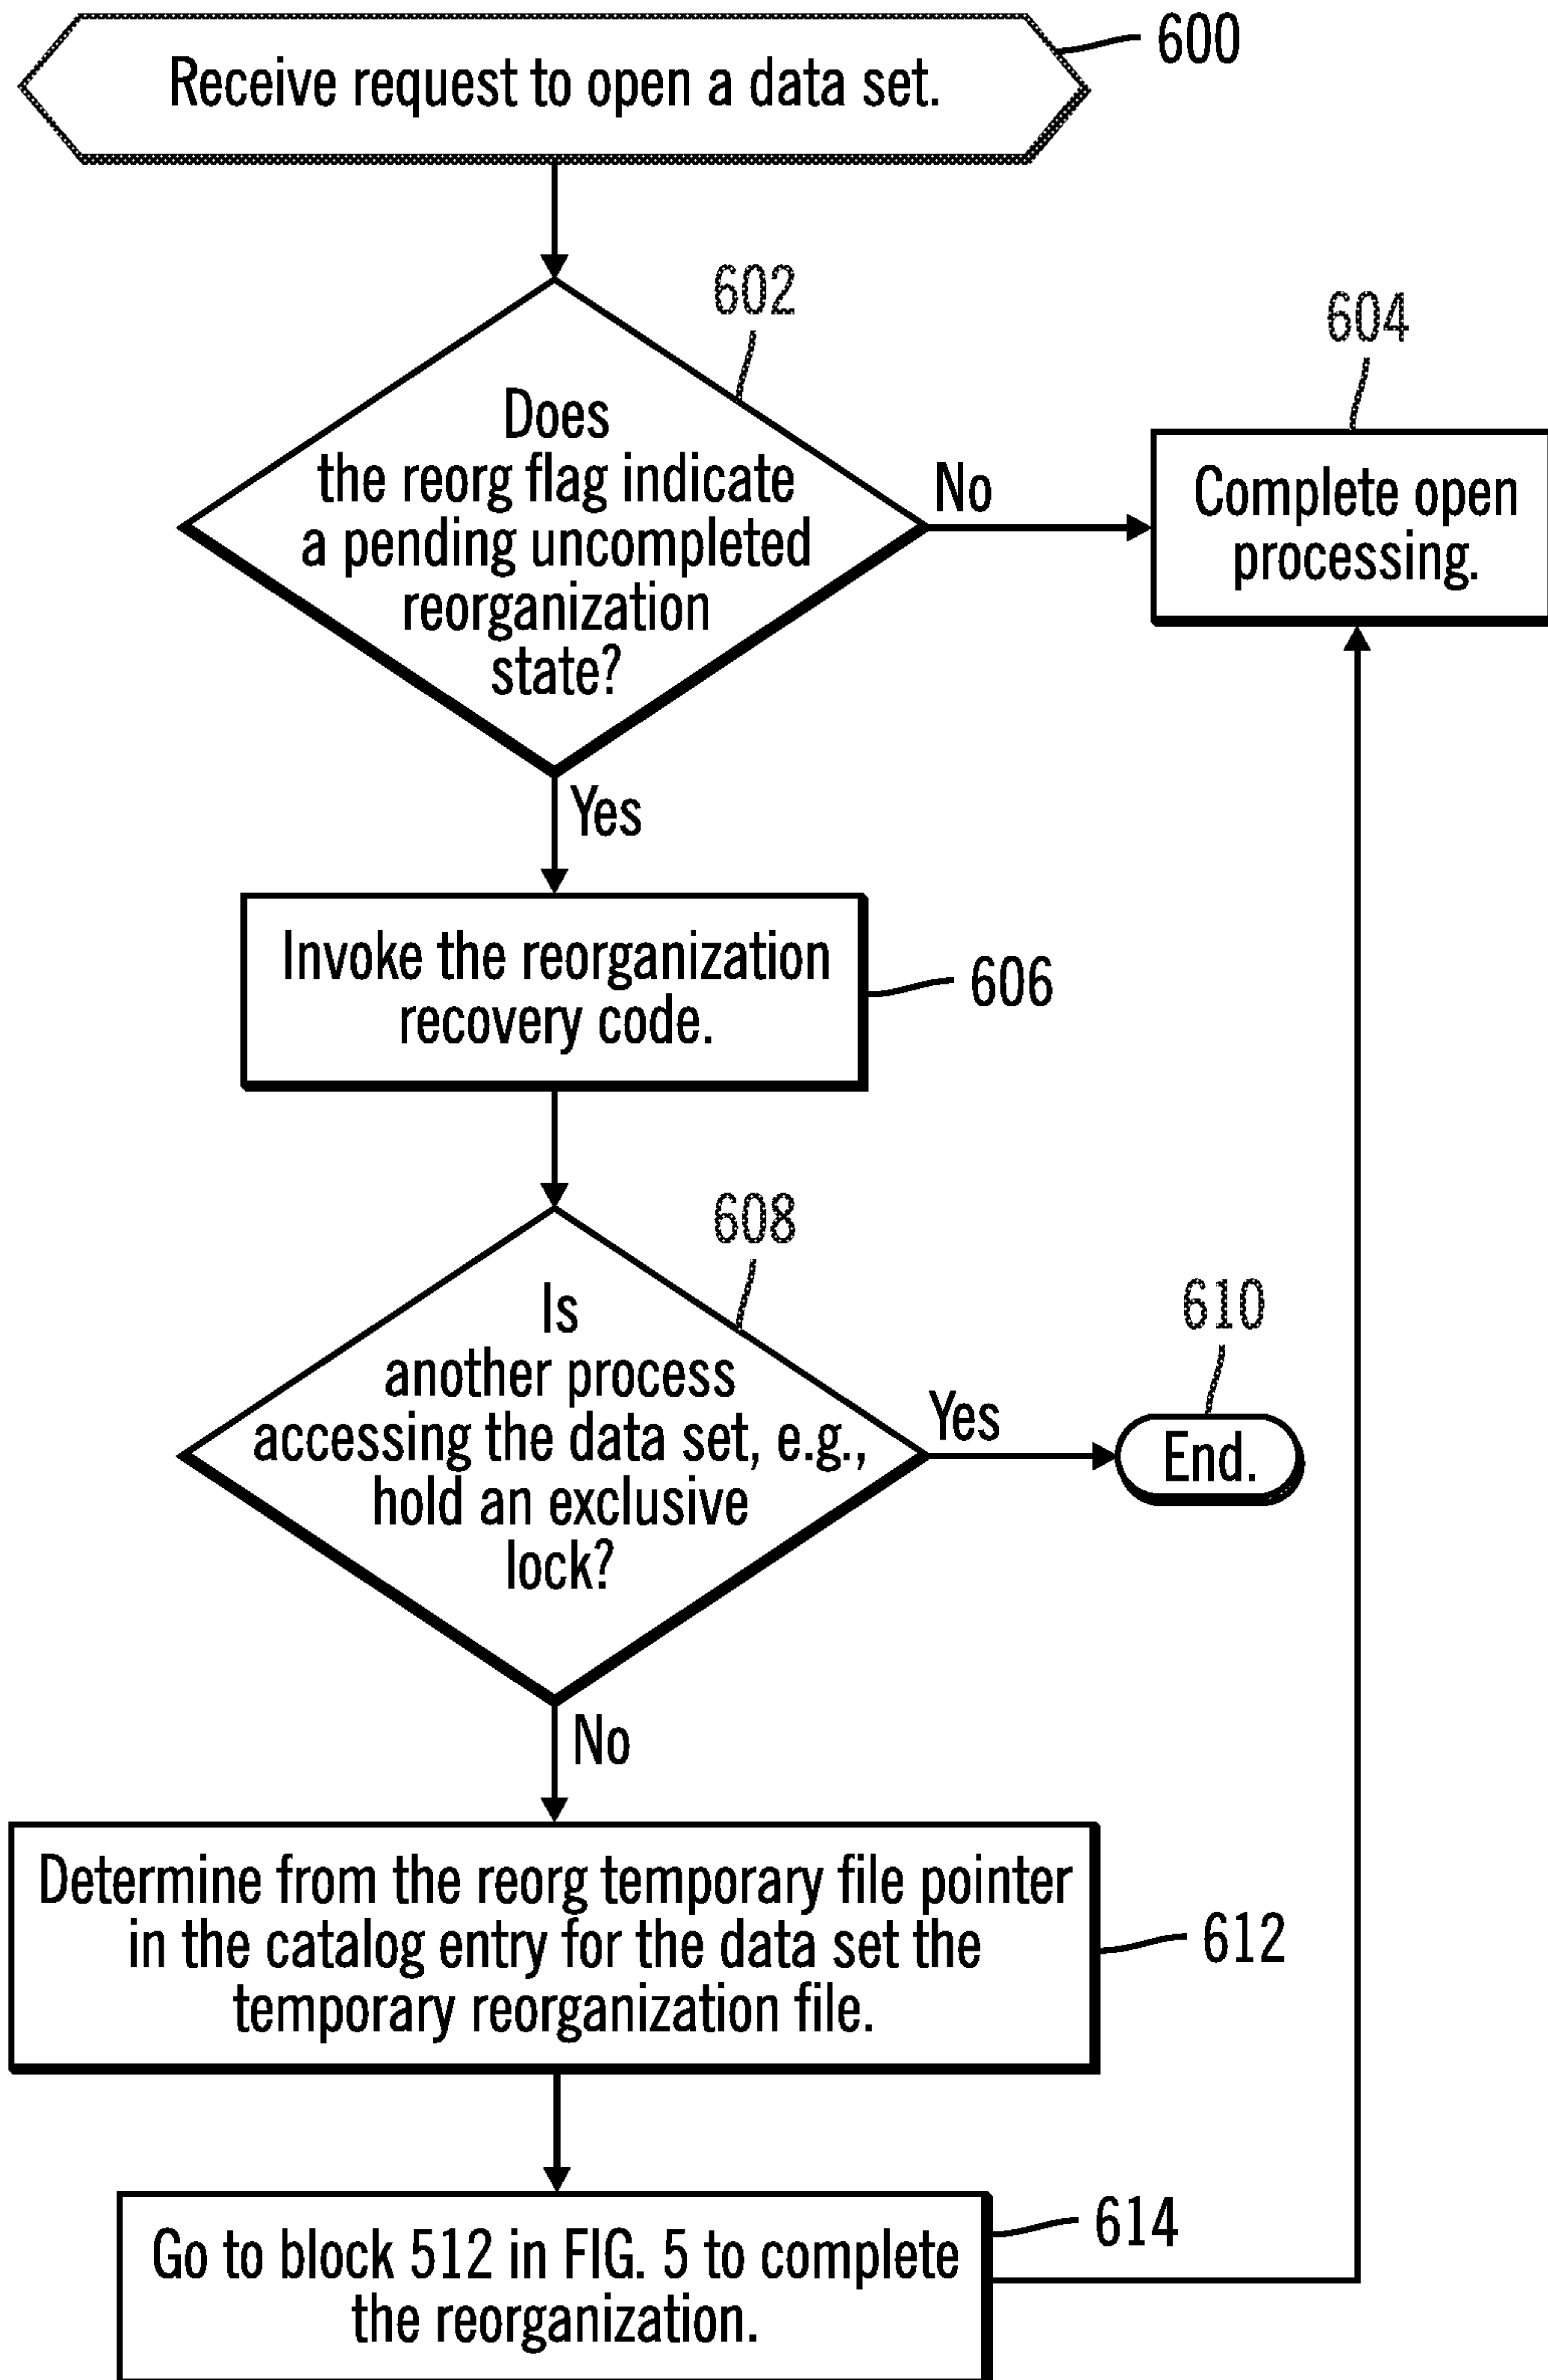 600
Receive request to open a data set.
602
604
Does
the reorg flag indicate
a pending uncompleted
reorganization
state?
No
Complete open
processing.
Yes
Invoke the reorganization
recovery code.
606
608
610
Is
another process
accessing the data set, e.g.,
hold an exclusive
lock?
Yes
End.
No
Determine from the reorg temporary file pointer
in the catalog entry for the data set the
temporary reorganization file.
612
614
Go to block 512 in FIG. 5 to complete
the reorganization.